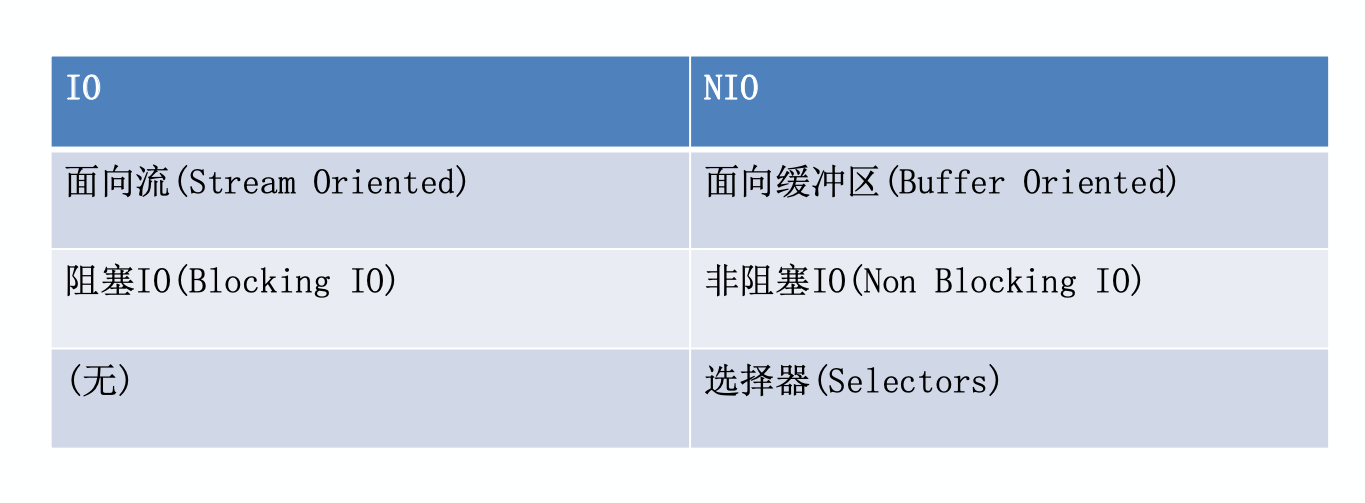 IO
NIO
面向流(Stream Oriented)
面向缓冲区(Buffer Oriented)
阻塞IO(Blocking IO)
非阻塞IO(Non Blocking IO)
(无)
选择器(Selectors)